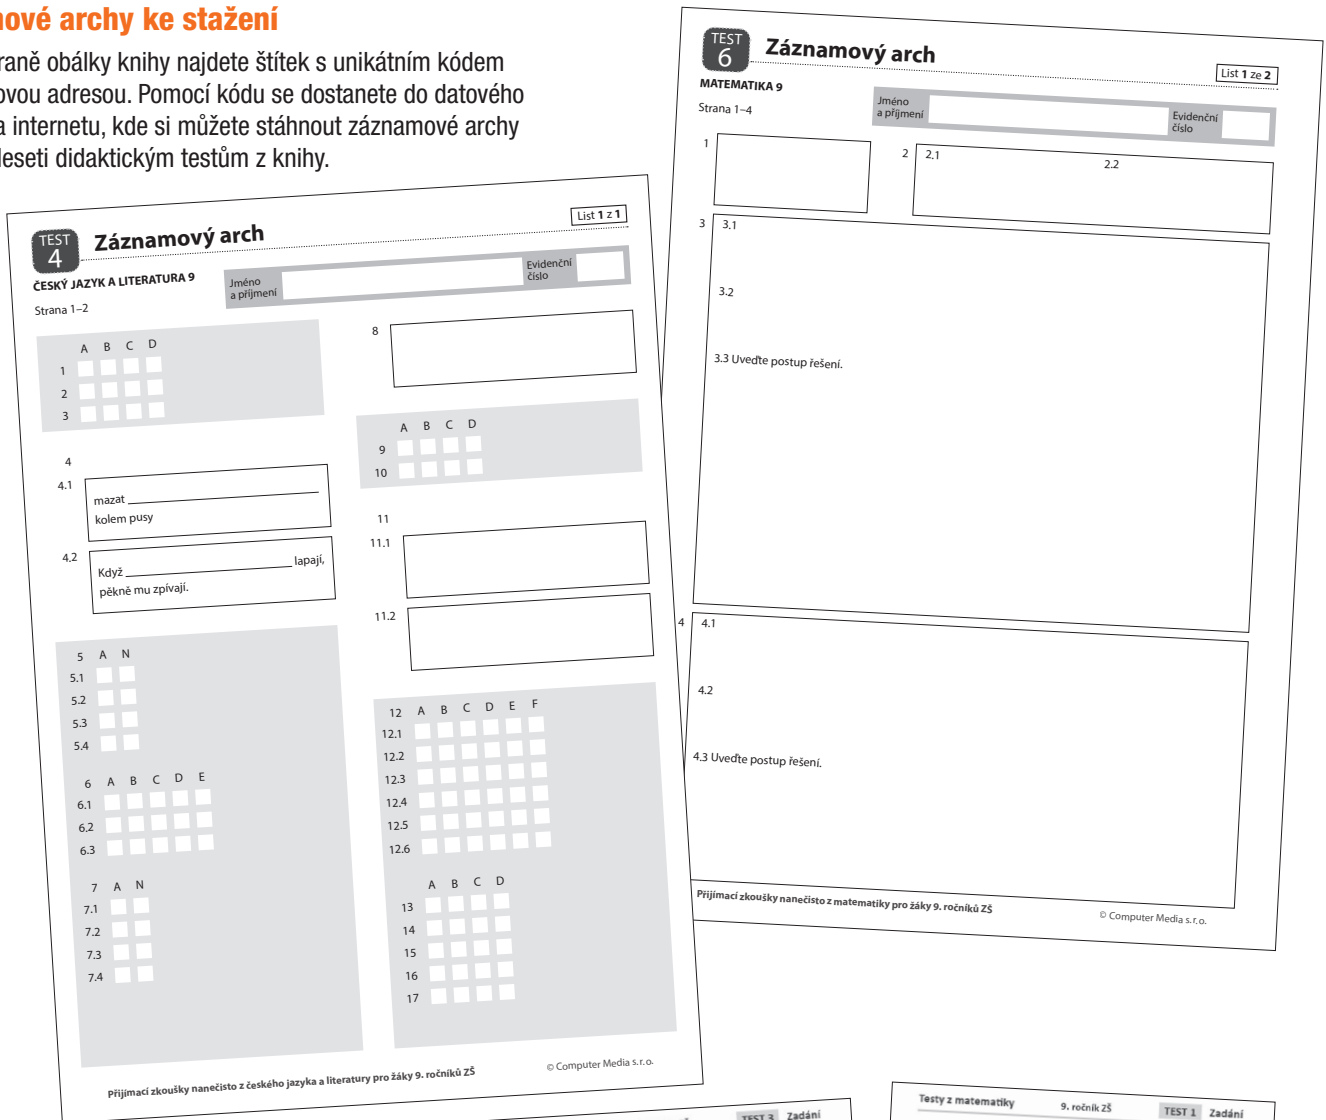 nové archy ke stažení
raně obálky knihy najdete štítek s unikátním kódem
ovou adresou. Pomocí kódu se dostanete do datového
a internetu, kde si můžete stáhnout záznamové archy
deseti didaktickým testům z knihy.
TEST
4
Záznamový arch
List 1 z 1
ČESKÝ JAZYK A LITERATURA 9
Strana 1–2
Jméno
a příjmení
Evidenční
číslo
A B C D
1
2
3
4
4.1
mazat
kolem pusy
4.2
Když lapají,
pěkně mu zpívají.
5 A N
5.1
5.2
5.3
5.4
6 A B C D E
6.1
6.2
6.3
7 A N
7.1
7.2
7.3
7.4
8
A B C D
9
10
11
11.1
11.2
12 A B C D E F
12.1
12.2
12.3
12.4
12.5
12.6
A B C D
13
14
15
16
17
Přijímací zkoušky nanečisto z českého jazyka a literatury pro žáky 9. ročníků ZŠ
© Computer Media s.r.o.
TEST
6
Záznamový arch
List 1 ze 2
MATEMATIKA 9
Strana 1–4
Jméno
a příjmení
Evidenční
číslo
1
2 2.1 2.2
3 3.1
3.2
3.3 Uveďte postup řešení.
4 4.1
4.2
4.3 Uveďte postup řešení.
Přijímací zkoušky nanečisto z matematiky pro žáky 9. ročníků ZŠ
© Computer Media s.r.o.
TEST 3 Zadání
Testy z matematiky 9. ročník ZŠ TEST 1 Zadání